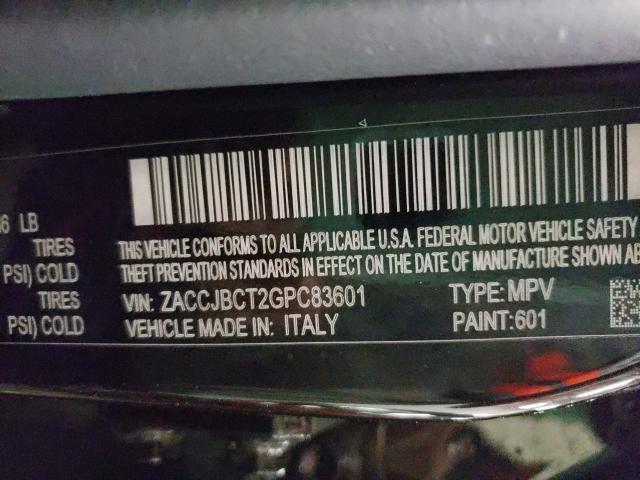 6 LB
TIRES
PSI) COLD
TIRES
PSI) COLD
THIS VEHICLE CONFORMS TO ALL APPLICABLE U.S.A. FEDERAL MOTOR VEHICLE SAFETY
THEFT PREVENTION STANDARDS IN EFFECT ON THE DATE OF MANUFACTURE SHOWN AB
VIN: ZACCJBCT2GPC83601 TYPE: MPV
VEHICLE MADE IN: ITALY PAINT:601